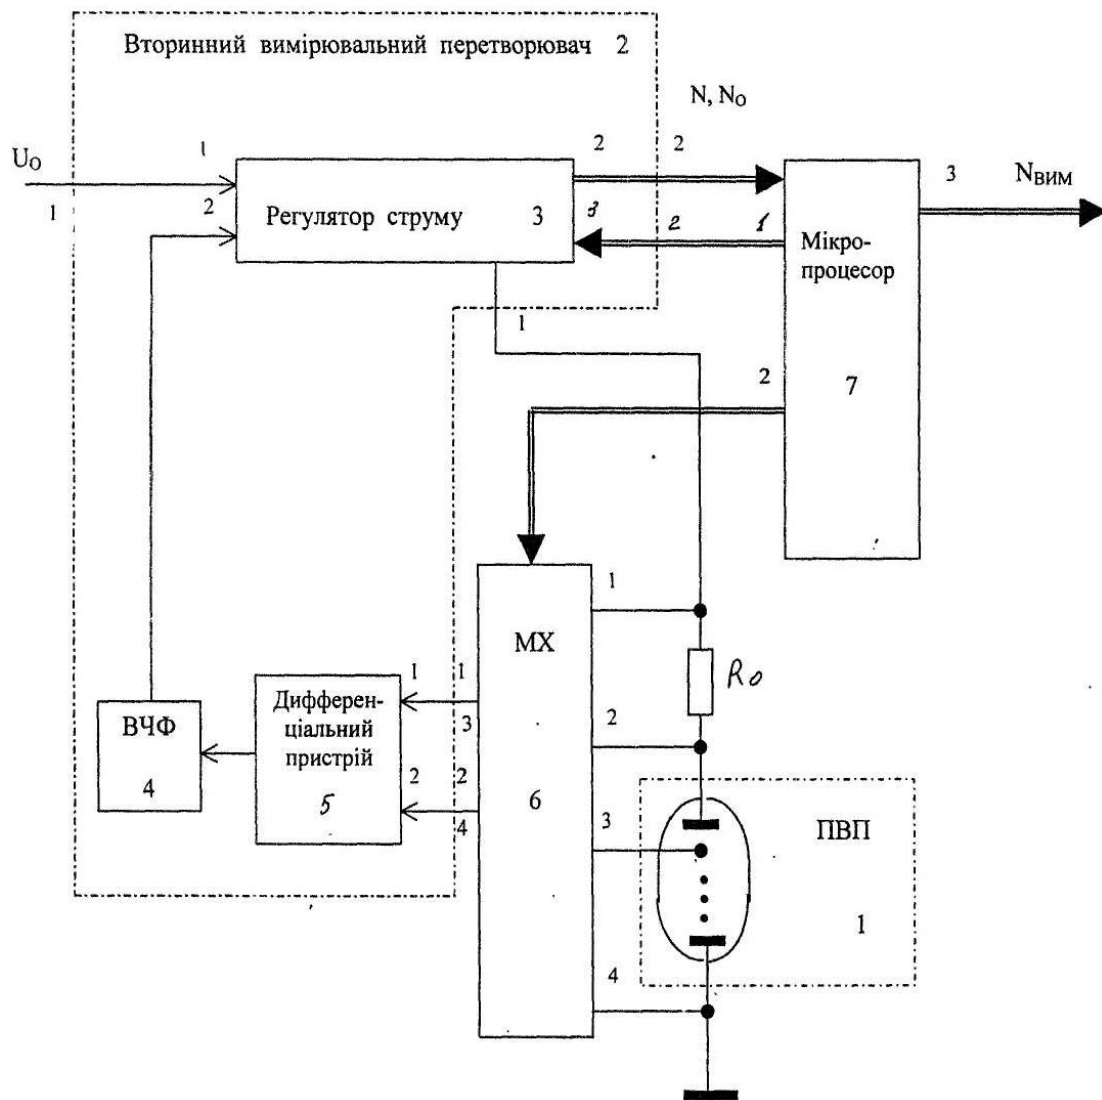 Вторинний вимірювальний перетворювач 2
N, N₀
U₀
1
1
2
2
2
3
N_ВИМ
Регулятор струму 3
3
2
1
Мікро-
процесор
7
1
2
МХ
6
1
R₀
2
3
4
1
1
3
2
2
4
Дифферен-
ціальний
пристрій
5
ВЧФ
4
ПВП
1